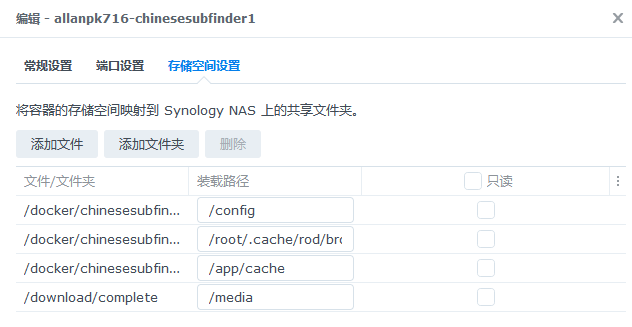 编辑 - allanpk716-chinesesubfinder1
常规设置 端口设置 存储空间设置
将容器的存储空间映射到 Synology NAS 上的共享文件夹。
添加文件 添加文件夹 删除
文件/文件夹 装载路径 只读
/docker/chinesesubfin... /config
/docker/chinesesubfin... /root/.cache/rod/bro
/docker/chinesesubfin... /app/cache
/download/complete /media